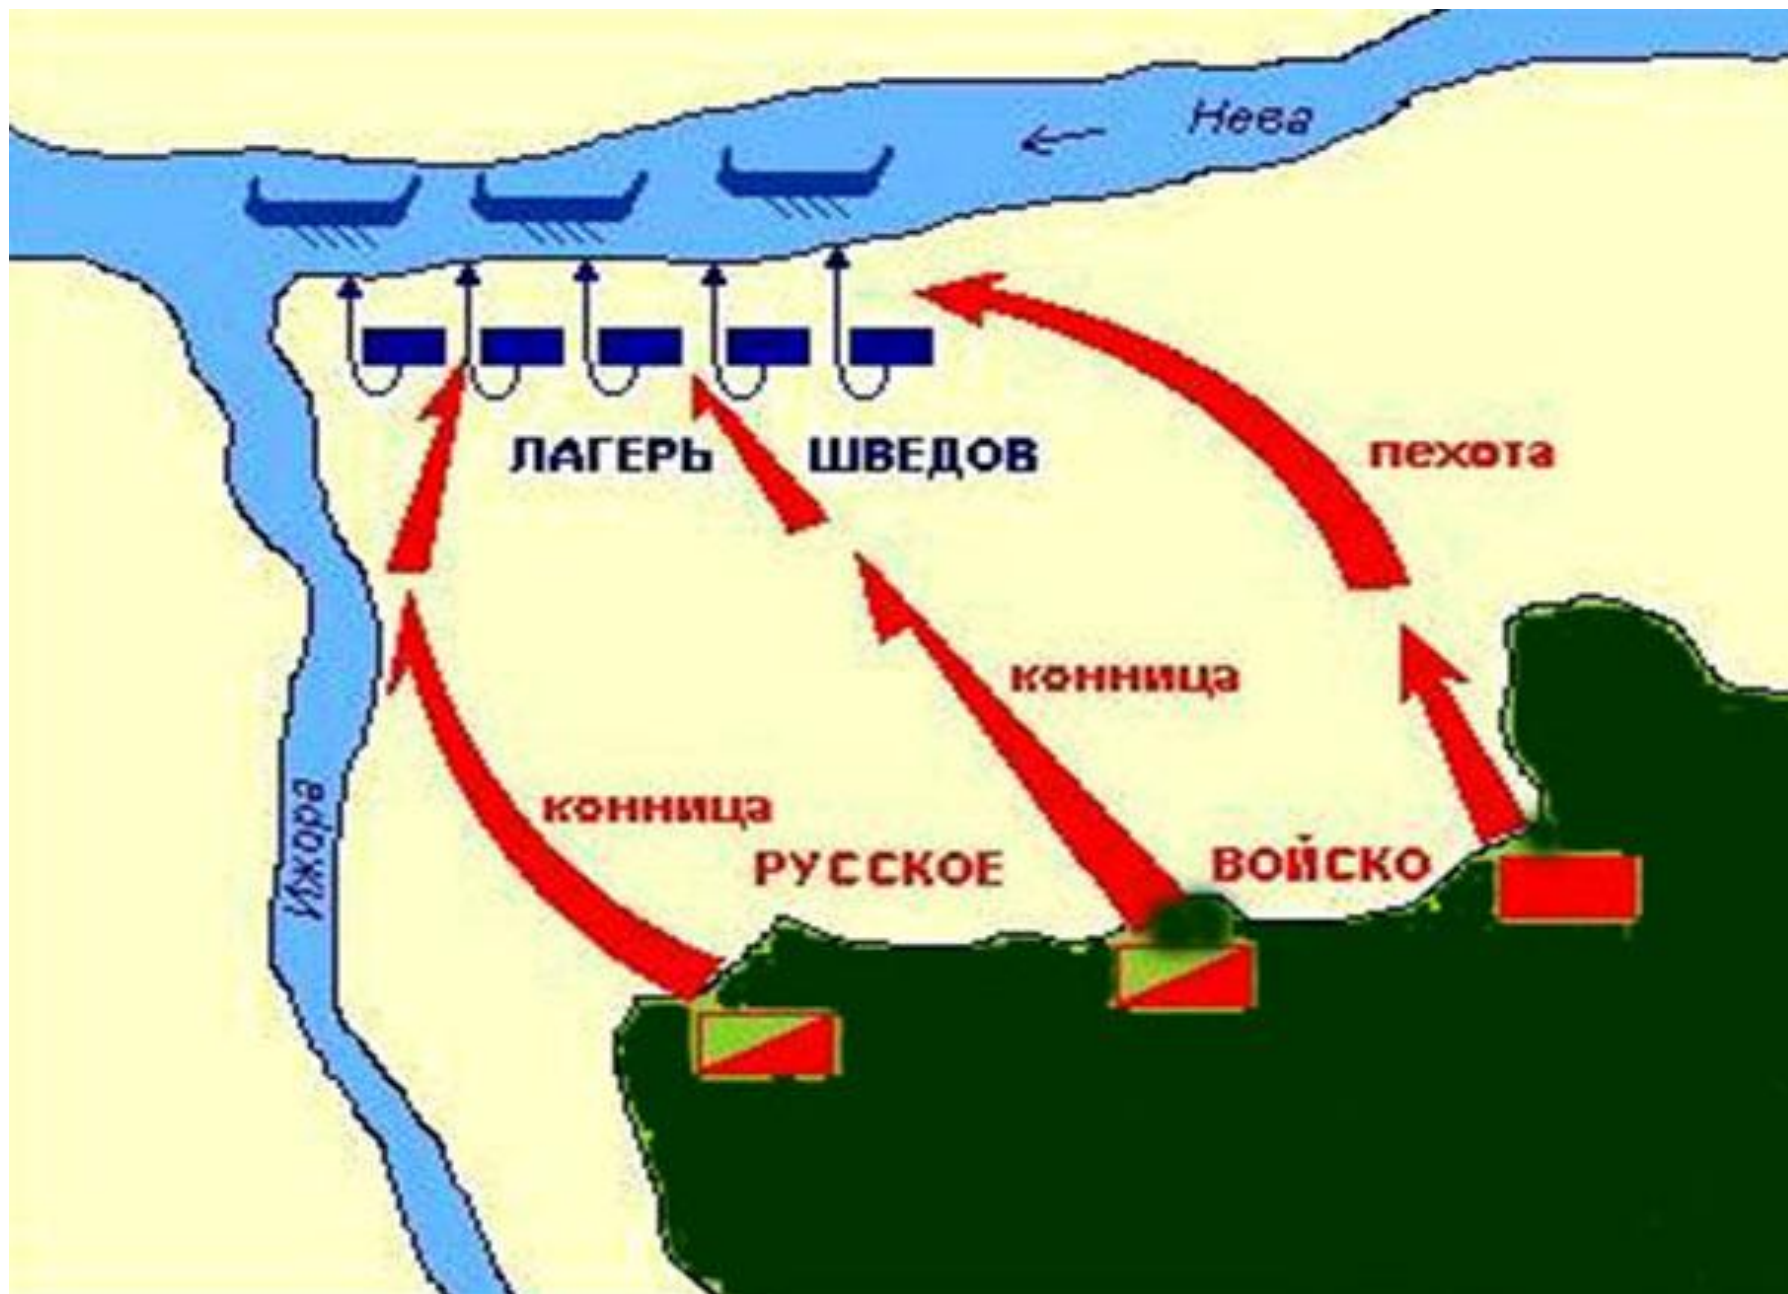 Нева
ЛАГЕРЬ ШВЕДОВ
пехота
конница
конница
РУССКОЕ ВОЙСКО
Ижора